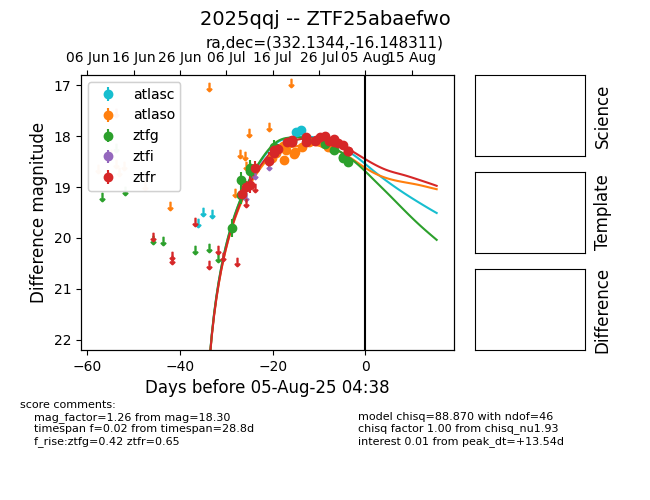 2025qqj -- ZTF25abaefwo
ra,dec=(332.1344,-16.148311)
06 Jun 16 Jun 26 Jun 06 Jul 16 Jul 26 Jul 05 Aug 15 Aug
17
18
19
20
21
22
Difference magnitude
atlasc
atlaso
ztfg
ztfi
ztfr
−60 −40 −20 0
Days before 05-Aug-25 04:38
Science
Template
Difference
score comments:
mag_factor=1.26 from mag=18.30
timespan f=0.02 from timespan=28.8d
f_rise:ztfg=0.42 ztfr=0.65
model chisq=88.870 with ndof=46
chisq factor 1.00 from chisq_nu1.93
interest 0.01 from peak_dt=+13.54d